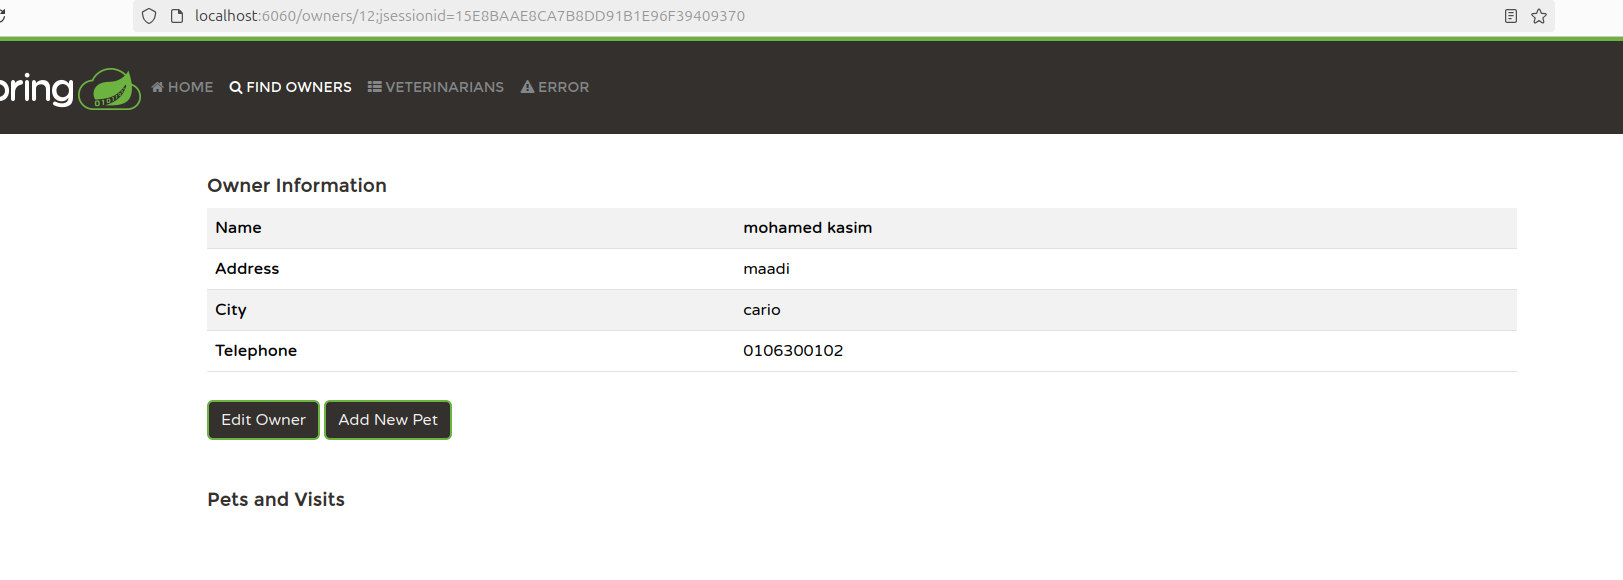 localhost:6060/owners/12;jsessionid=15E8BAAE8CA7B8DD91B1E96F39409370
pring HOME FIND OWNERS VETERINARIANS ERROR
Owner Information
Name mohamed kasim
Address maadi
City cario
Telephone 0106300102
Edit Owner Add New Pet
Pets and Visits